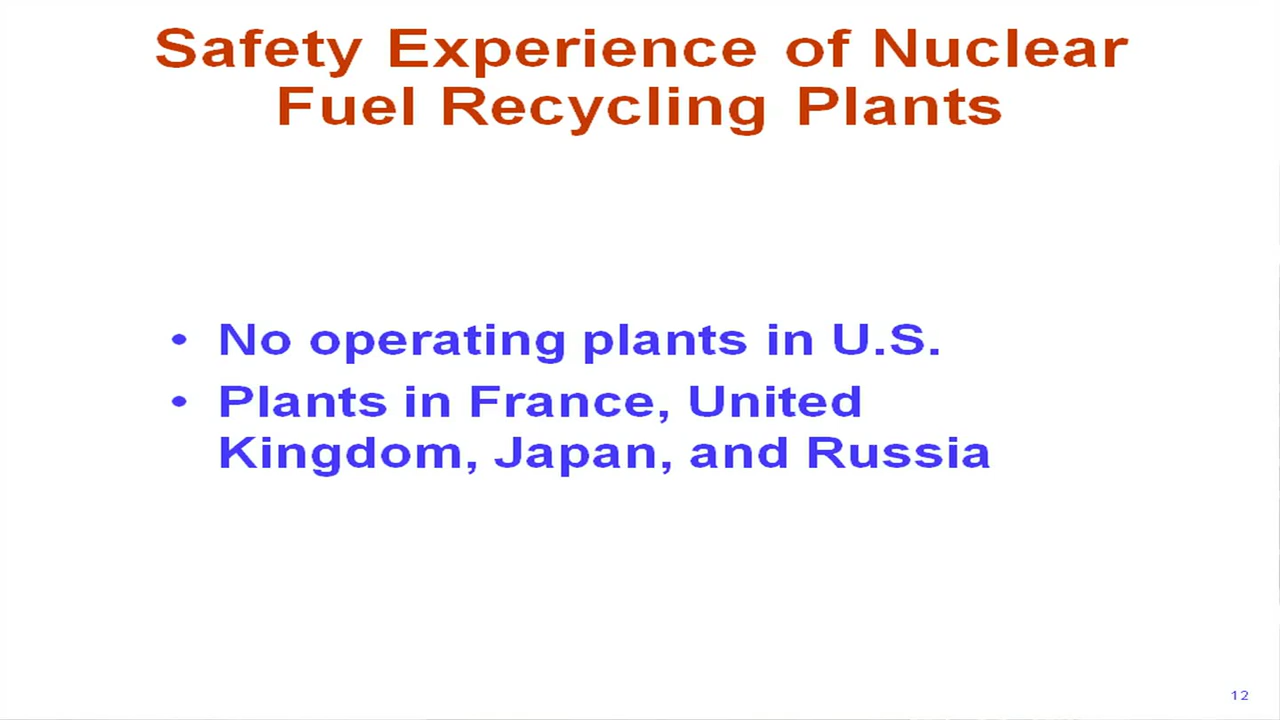 Safety Experience of Nuclear
Fuel Recycling Plants
• No operating plants in U.S.
• Plants in France, United
Kingdom, Japan, and Russia
12